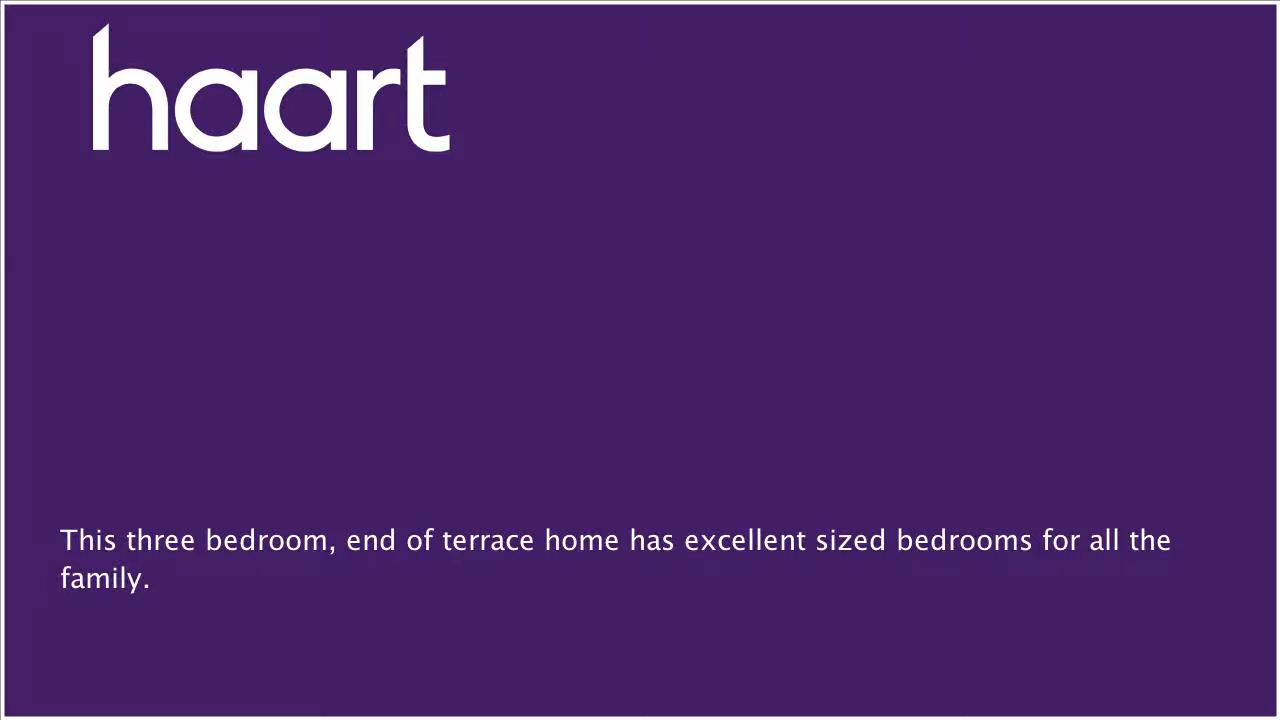 haart
This three bedroom, end of terrace home has excellent sized bedrooms for all the
family.